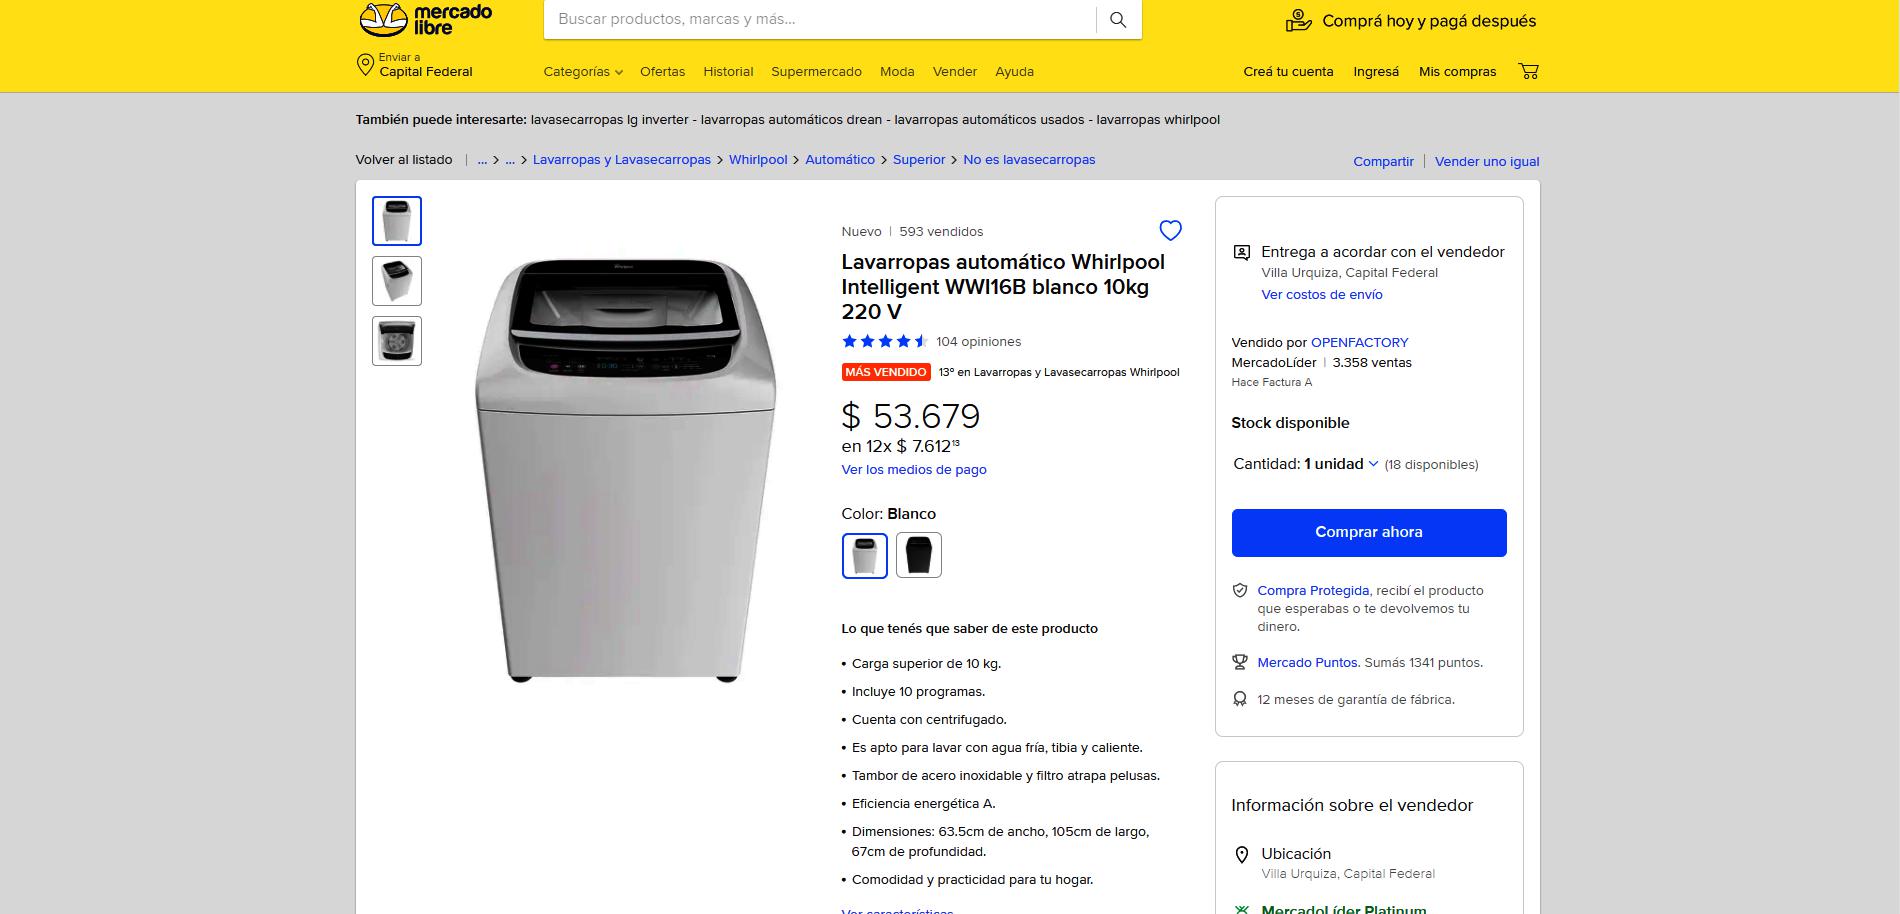 mercado
libre
Buscar productos, marcas y más...
Comprá hoy y pagá después
Enviar a
Capital Federal
Categorías Ofertas Historial Supermercado Moda Vender Ayuda
Creá tu cuenta Ingresá Mis compras
También puede interesarte: lavasecarropas lg inverter - lavarropas automáticos drean - lavarropas automáticos usados - lavarropas whirlpool
Volver al listado | ... > ... > Lavarropas y Lavasecarropas > Whirlpool > Automático > Superior > No es lavasecarropas
Compartir | Vender uno igual
Nuevo | 593 vendidos
Lavarropas automático Whirlpool
Intelligent WWI16B blanco 10kg
220 V
104 opiniones
MÁS VENDIDO 13º en Lavarropas y Lavasecarropas Whirlpool
$ 53.679
en 12x $ 7.612 13
Ver los medios de pago
Color: Blanco
Lo que tenés que saber de este producto
• Carga superior de 10 kg.
• Incluye 10 programas.
• Cuenta con centrifugado.
• Es apto para lavar con agua fría, tibia y caliente.
• Tambor de acero inoxidable y filtro atrapa pelusas.
• Eficiencia energética A.
• Dimensiones: 63.5cm de ancho, 105cm de largo,
67cm de profundidad.
• Comodidad y practicidad para tu hogar.
Ver características
Entrega a acordar con el vendedor
Villa Urquiza, Capital Federal
Ver costos de envío
Vendido por OPENFACTORY
MercadoLíder | 3.358 ventas
Hace Factura A
Stock disponible
Cantidad: 1 unidad (18 disponibles)
Comprar ahora
Compra Protegida, recibí el producto
que esperabas o te devolvemos tu
dinero.
Mercado Puntos. Sumás 1341 puntos.
12 meses de garantía de fábrica.
Información sobre el vendedor
Ubicación
Villa Urquiza, Capital Federal
MercadoLíder Platinum